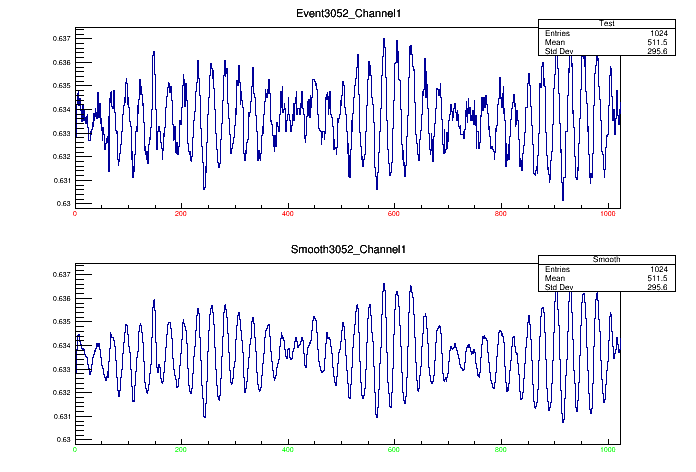 Event3052_Channel1
Test
Entries 1024
Mean 511.5
Std Dev 295.6
0.637
0.636
0.635
0.634
0.633
0.632
0.631
0.63
0 200 400 600 800 1000
Smooth3052_Channel1
Smooth
Entries 1024
Mean 511.5
Std Dev 295.6
0.637
0.636
0.635
0.634
0.633
0.632
0.631
0.63
0 200 400 600 800 1000